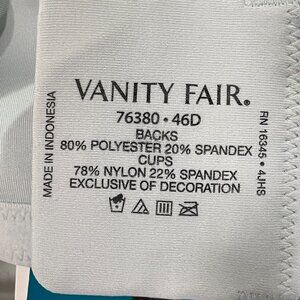 VANITY FAIR®
76380 • 46D
BACKS
80% POLYESTER 20% SPANDEX
CUPS
78% NYLON 22% SPANDEX
EXCLUSIVE OF DECORATION
MADE IN INDONESIA
RN 16345 • 4JHS